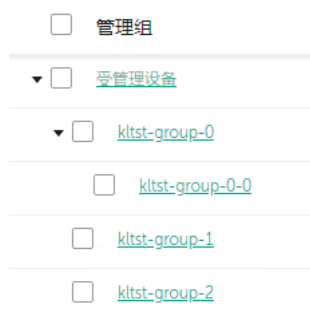 管理组
受管理设备
kltst-group-0
kltst-group-0-0
kltst-group-1
kltst-group-2